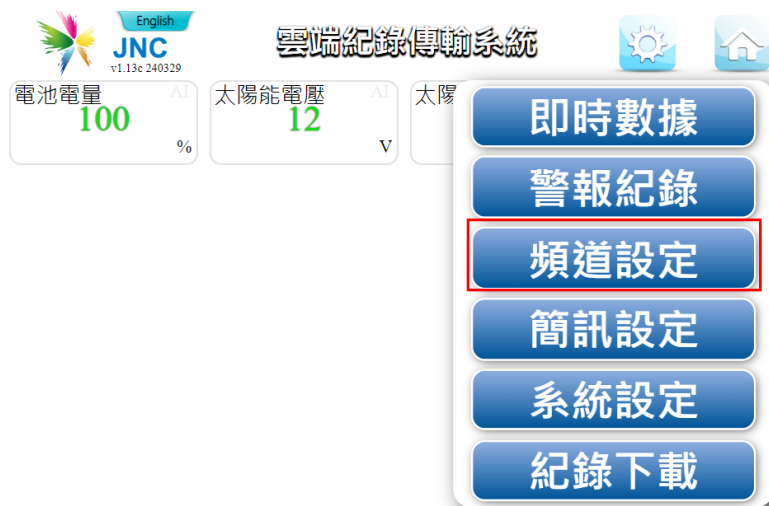 English
JNC
v1.13c 240329
雲端紀錄傳輸系統
電池電量 AI
100
%
太陽能電壓 AI
12
V
太陽
即時數據
警報紀錄
頻道設定
簡訊設定
系統設定
紀錄下載